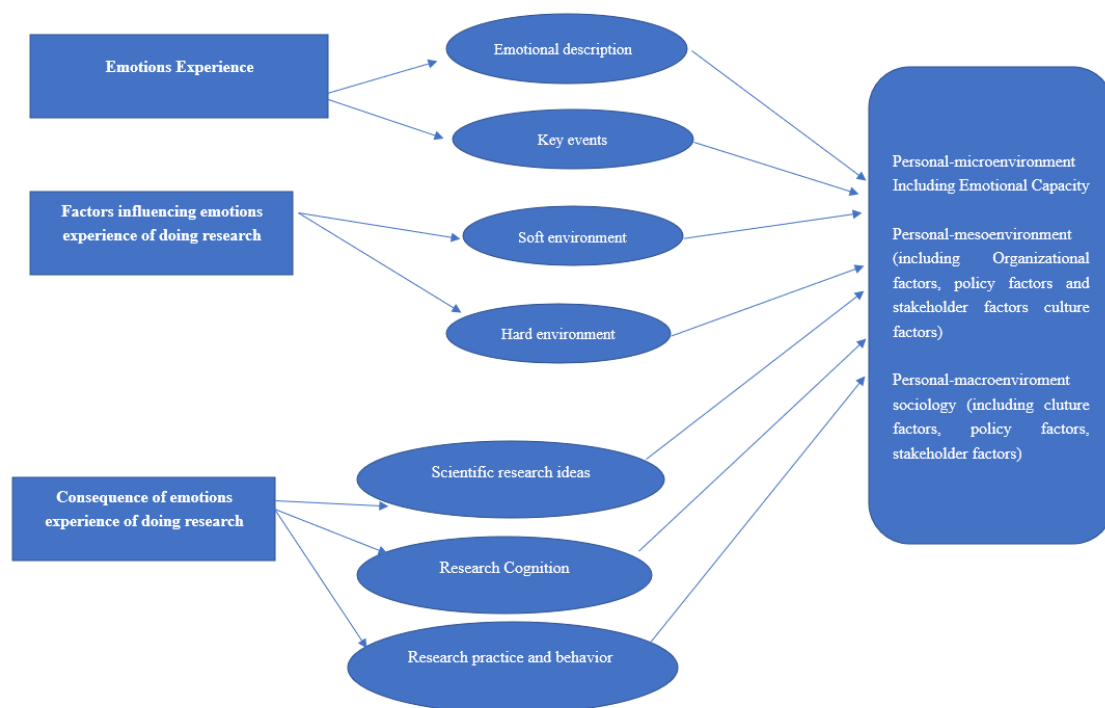 Emotions Experience
Emotional description
Key events
Factors influencing emotions
experience of doing research
Soft environment
Hard environment
Consequence of emotions
experience of doing research
Scientific research ideas
Research Cognition
Research practice and behavior
Personal-microenvironment
Including Emotional Capacity
Personal-mesoenvironment
(including Organizational
factors, policy factors and
stakeholder factors culture
factors)
Personal-macroenviroment
sociology (including cluture
factors, policy factors,
stakeholder factors)